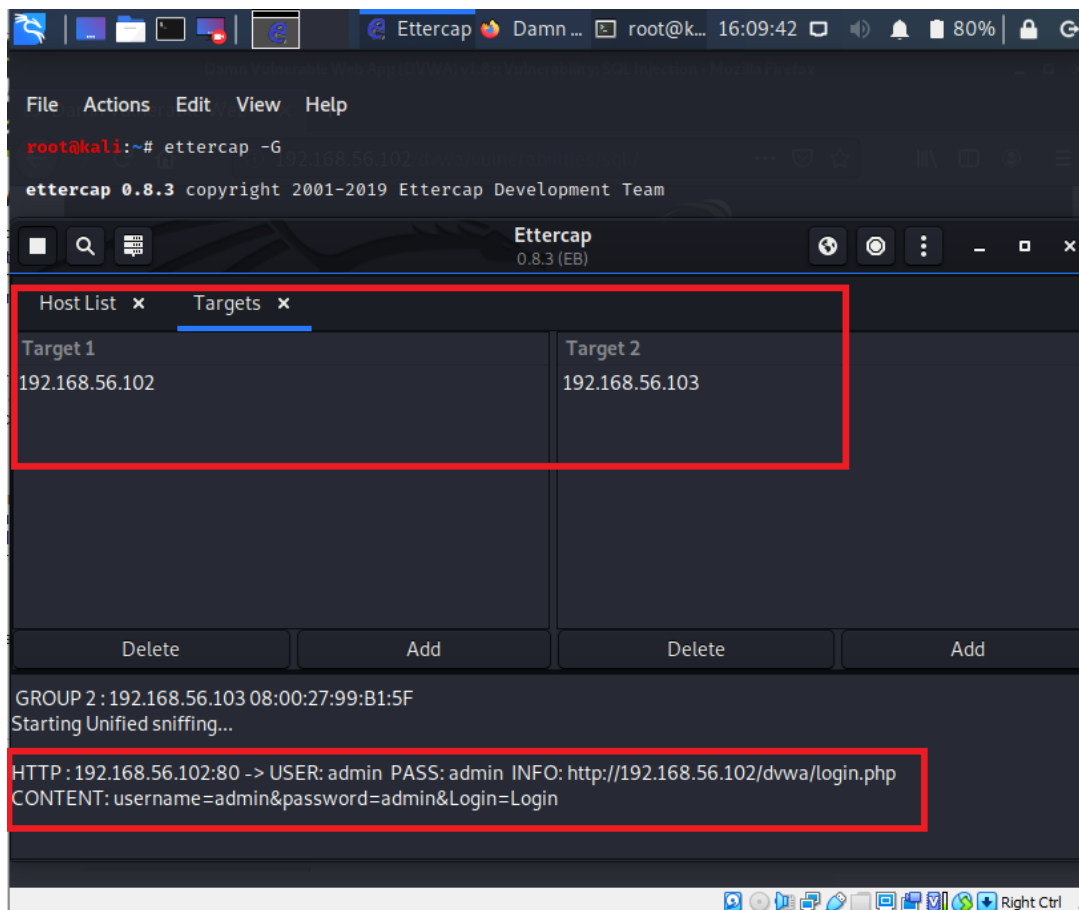 Ettercap Damn ... root@k... 16:09:42 80%
File Actions Edit View Help
root@kali:~# ettercap -G
192.168.56.102
ettercap 0.8.3 copyright 2001-2019 Ettercap Development Team
Ettercap
0.8.3 (EB)
Host List × Targets ×
Target 1 Target 2
192.168.56.102 192.168.56.103
Delete Add Delete Add
GROUP 2 : 192.168.56.103 08:00:27:99:B1:5F
Starting Unified sniffing...
HTTP : 192.168.56.102:80 -> USER: admin PASS: admin INFO: http://192.168.56.102/dvwa/login.php
CONTENT: username=admin&password=admin&Login=Login
Right Ctrl